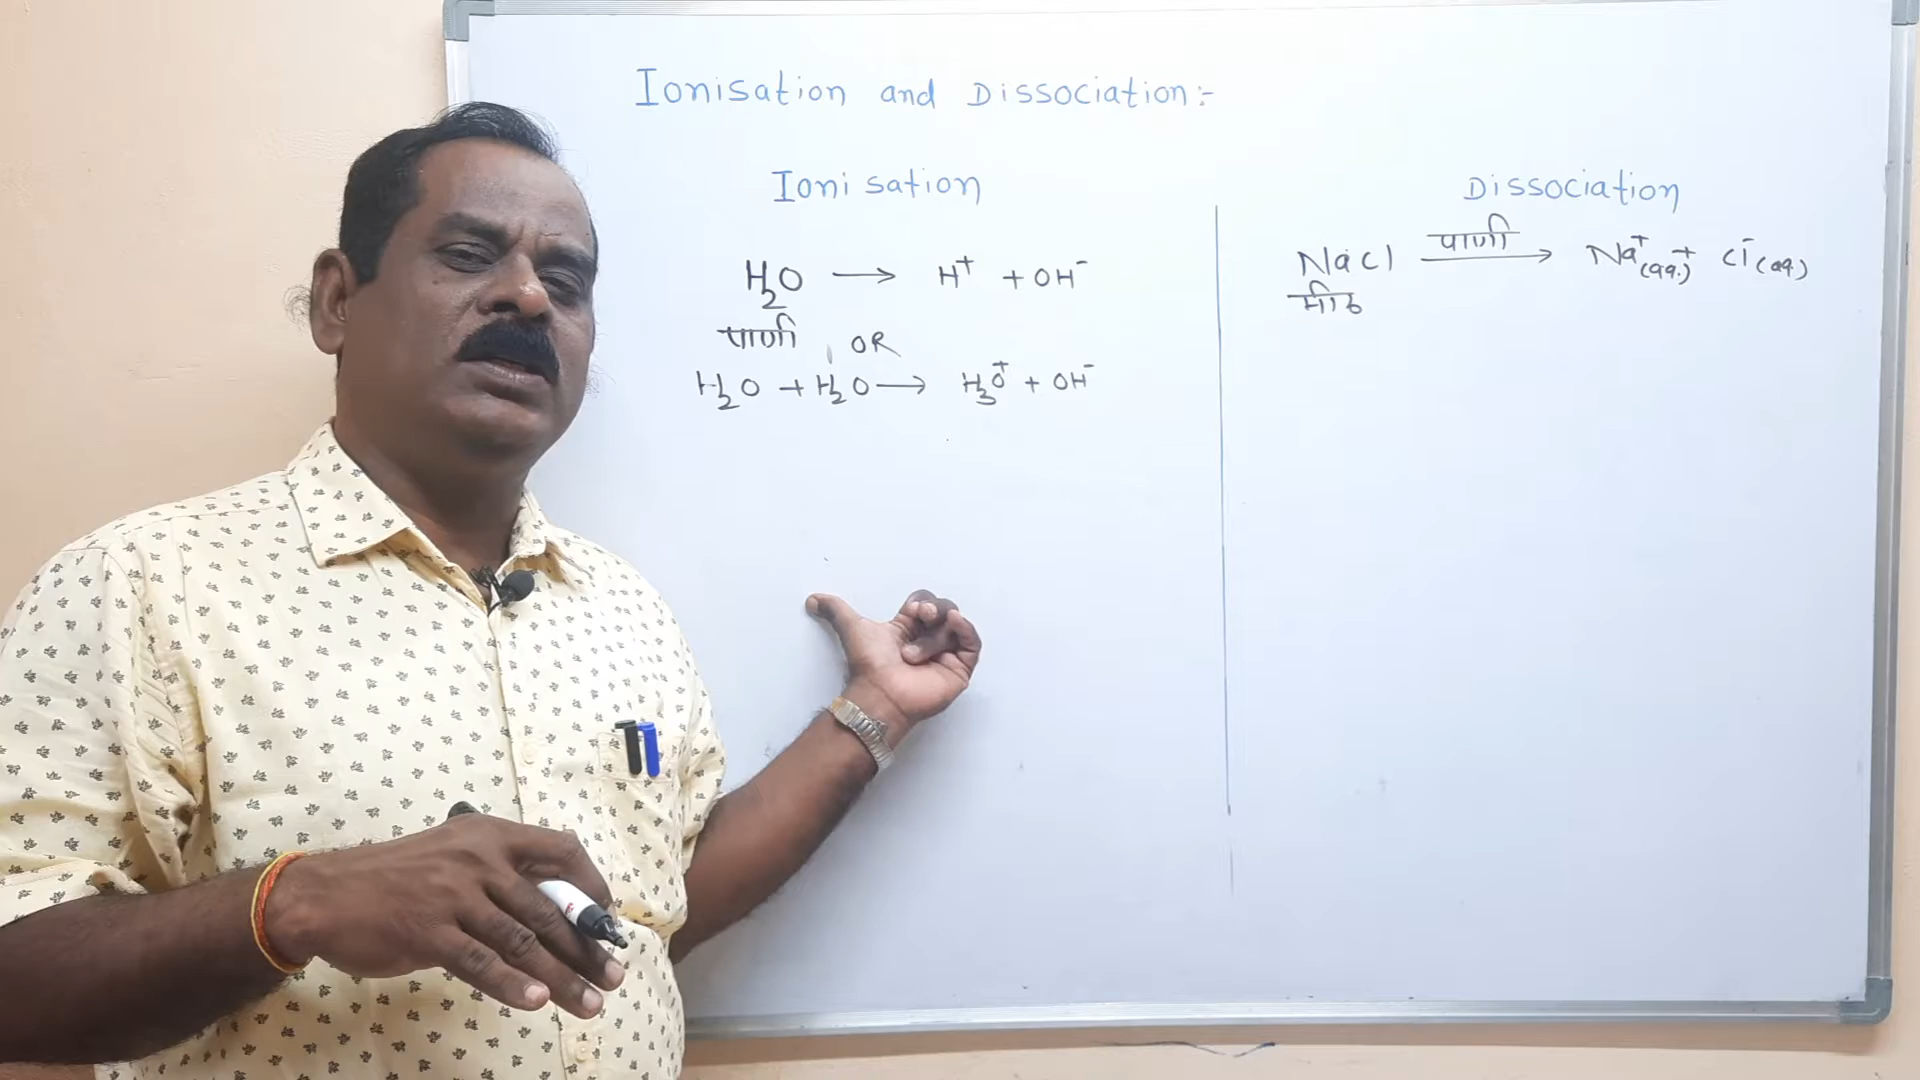 Ionisation and Dissociation:-
Ionisation
H₂O → H⁺ + OH⁻
पाणी
OR
H₂O + H₂O → H₃O⁺ + OH⁻
Dissociation
NaCl पाणी → Na⁺(aq.) + Cl⁻(aq)
मीठ